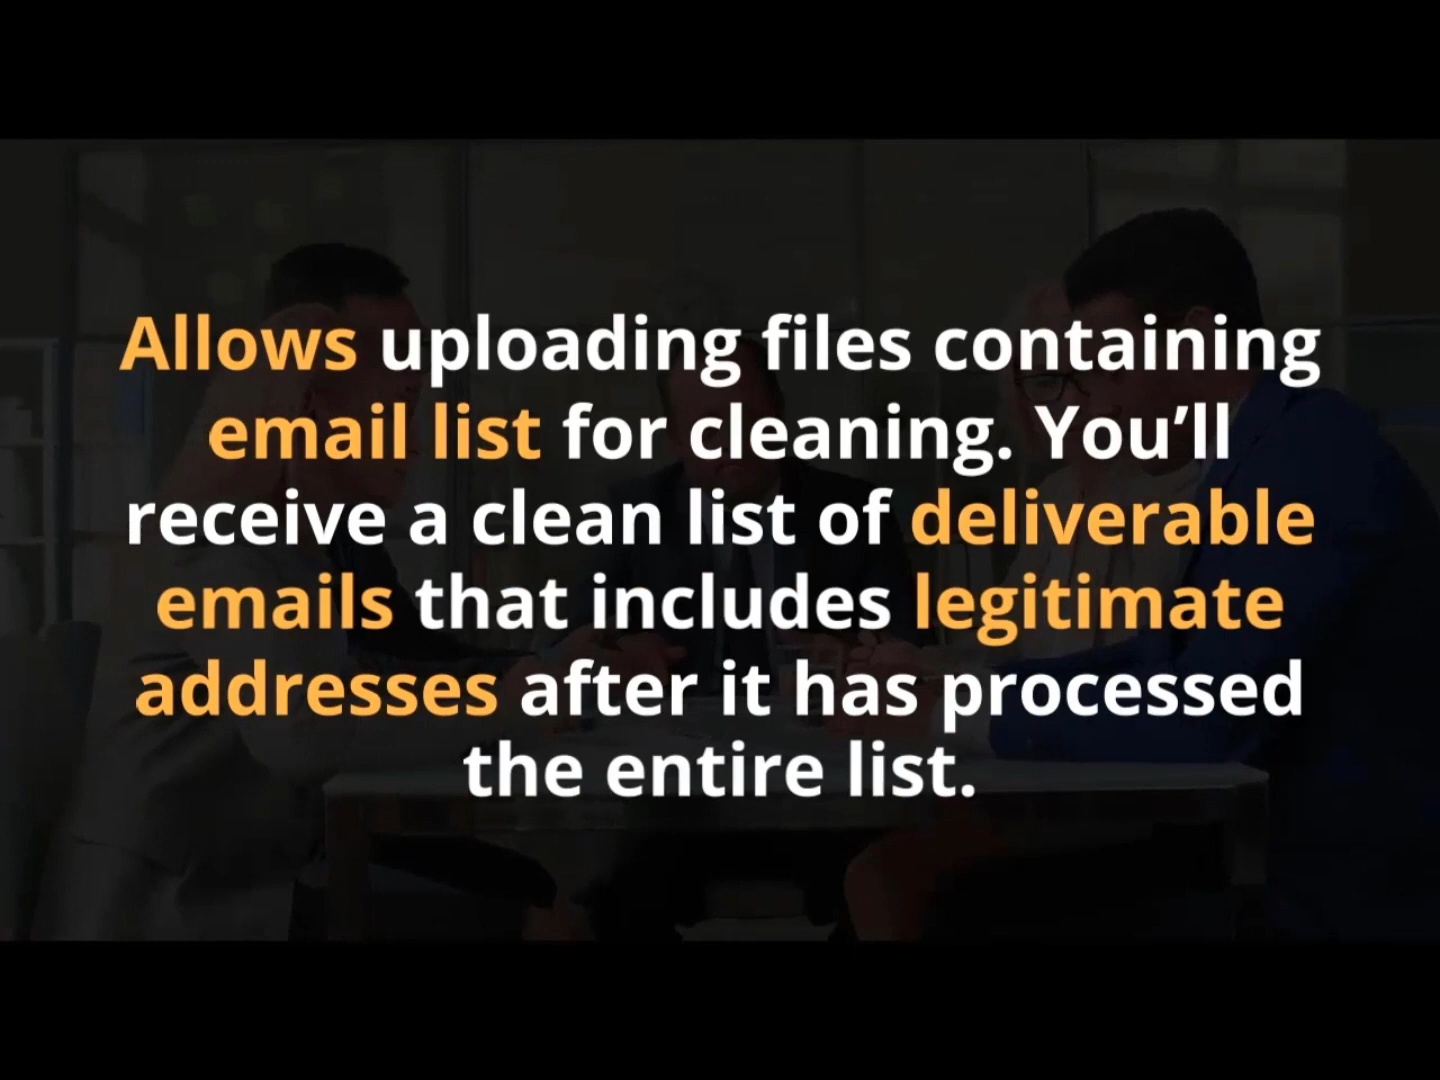 Allows uploading files containing
email list for cleaning. You’ll
receive a clean list of deliverable
emails that includes legitimate
addresses after it has processed
the entire list.